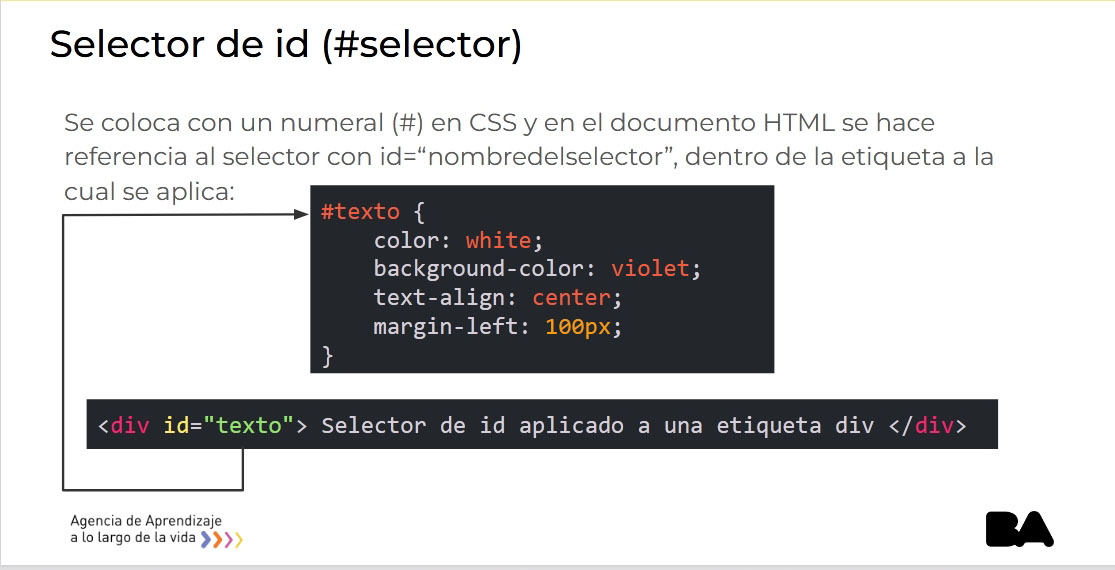 Selector de id (#selector)
Se coloca con un numeral (#) en CSS y en el documento HTML se hace
referencia al selector con id=“nombredelselector”, dentro de la etiqueta a la
cual se aplica:
#texto {
    color: white;
    background-color: violet;
    text-align: center;
    margin-left: 100px;
}
<div id="texto"> Selector de id aplicado a una etiqueta div </div>
Agencia de Aprendizaje
a lo largo de la vida
BA